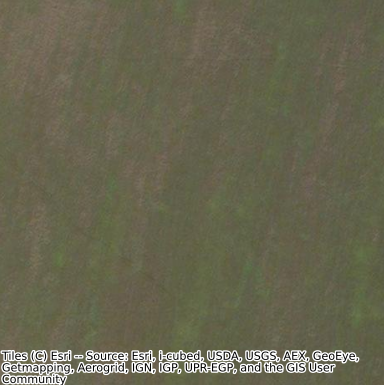 Tiles (C) Esri -- Source: Esri, i-cubed, USDA, USGS, AEX, GeoEye,
Getmapping, Aerogrid, IGN, IGP, UPR-EGP, and the GIS User
Community